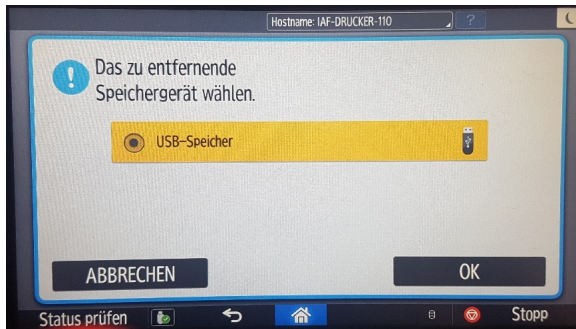 Hostname: IAF-DRUCKER-110
?
Das zu entfernende
Speichergerät wählen.
USB-Speicher
ABBRECHEN
OK
Status prüfen
Stopp